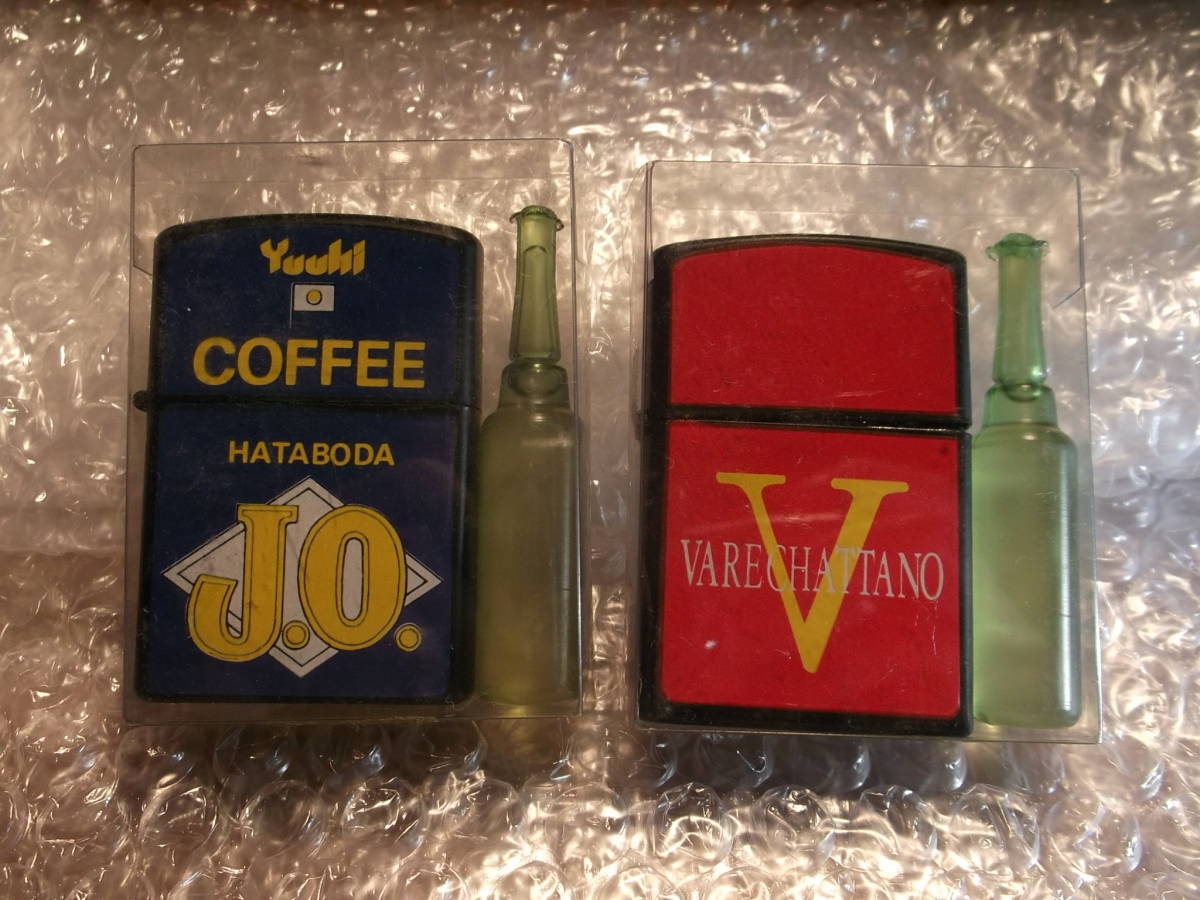 Yuuki
COFFEE
HATABODA
J.O.
V
VARECHATTANO